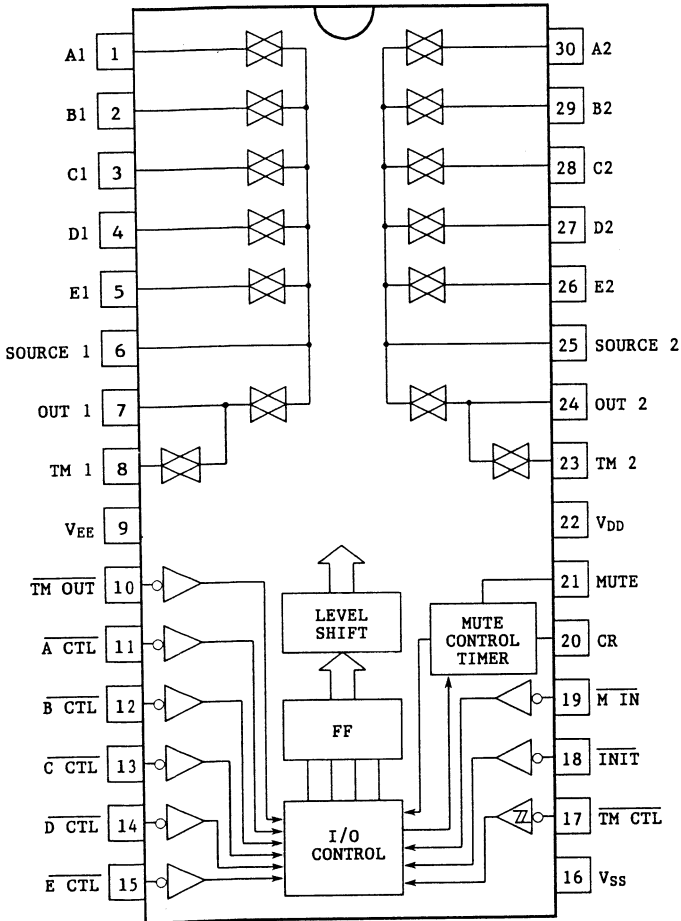 A1 1
30 A2
B1 2
29 B2
C1 3
28 C2
D1 4
27 D2
E1 5
26 E2
SOURCE 1 6
25 SOURCE 2
OUT 1 7
24 OUT 2
TM 1 8
23 TM 2
VEE 9
22 VDD
TM OUT 10
21 MUTE
LEVEL
SHIFT
MUTE
CONTROL
TIMER
A CTL 11
20 CR
B CTL 12
19 M IN
FF
C CTL 13
18 INIT
D CTL 14
17 TM CTL
I/O
CONTROL
E CTL 15
16 VSS